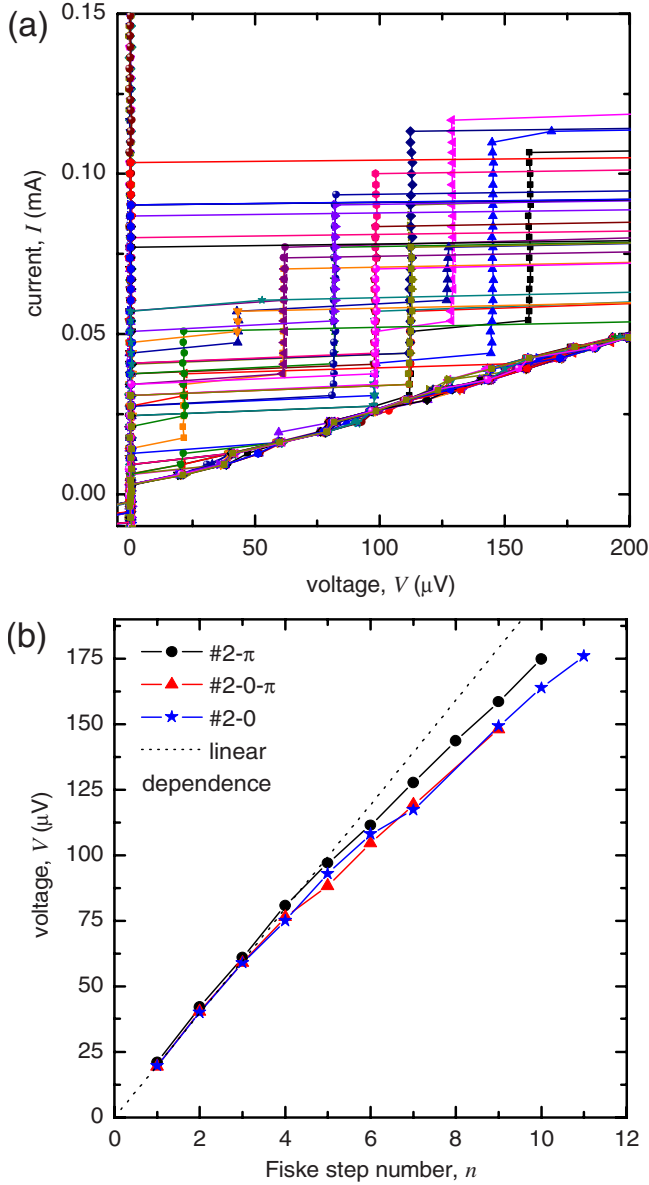 (a)
0.15
0.10
0.05
0.00
current, I (mA)
0 50 100 150 200
voltage, V (μV)
(b)
175
150
125
100
75
50
25
0
voltage, V (μV)
#2-π
#2-0-π
#2-0
linear
dependence
0 2 4 6 8 10 12
Fiske step number, n